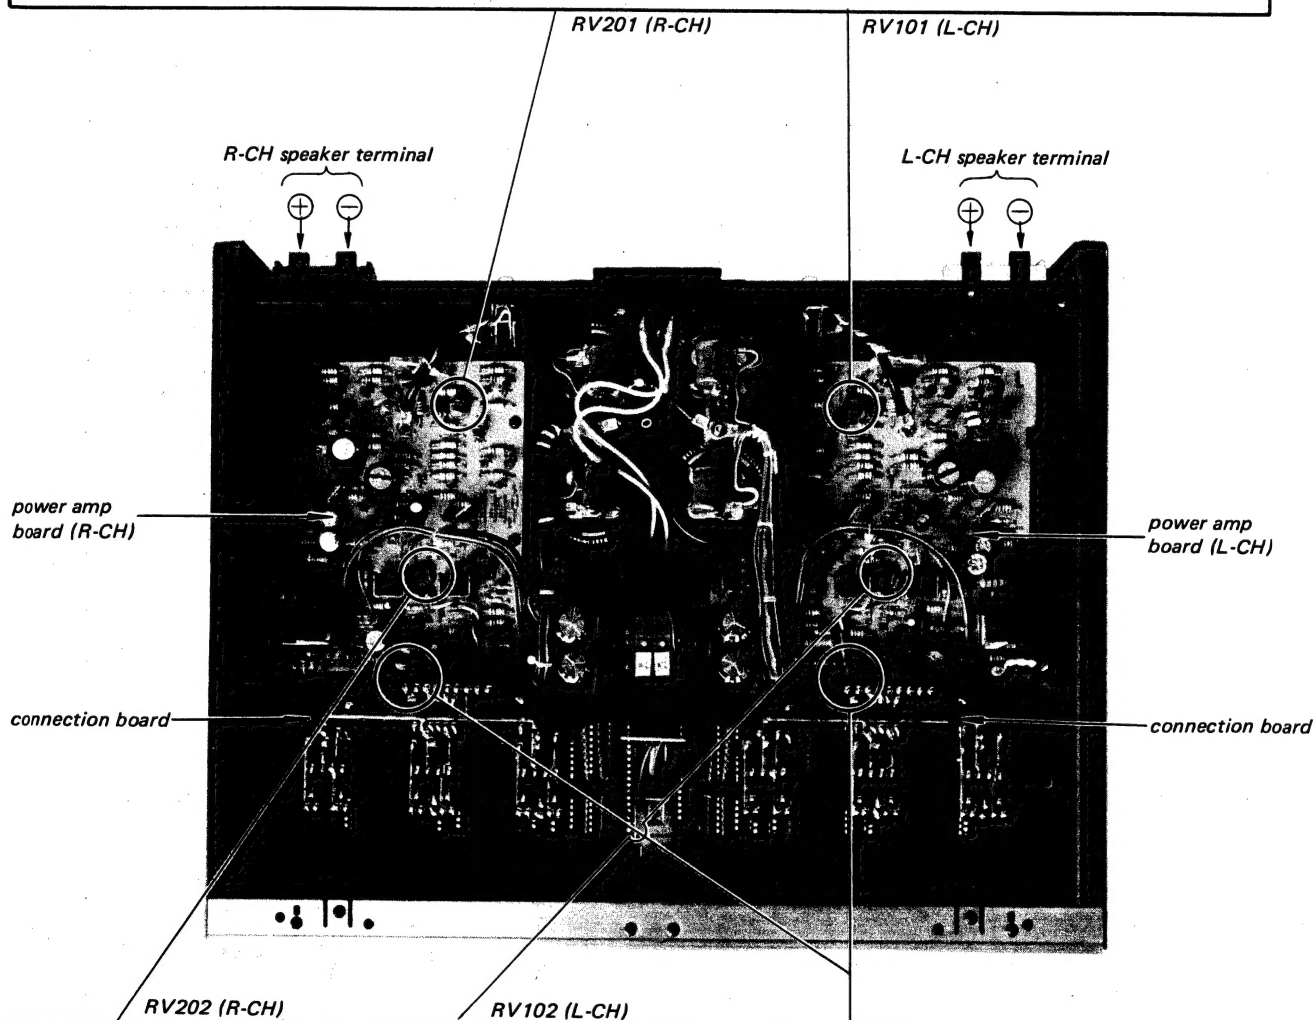 RV201 (R-CH)
RV101 (L-CH)
R-CH speaker terminal
L-CH speaker terminal
+ −
+ −
power amp
board (R-CH)
power amp
board (L-CH)
connection board
connection board
RV202 (R-CH)
RV102 (L-CH)